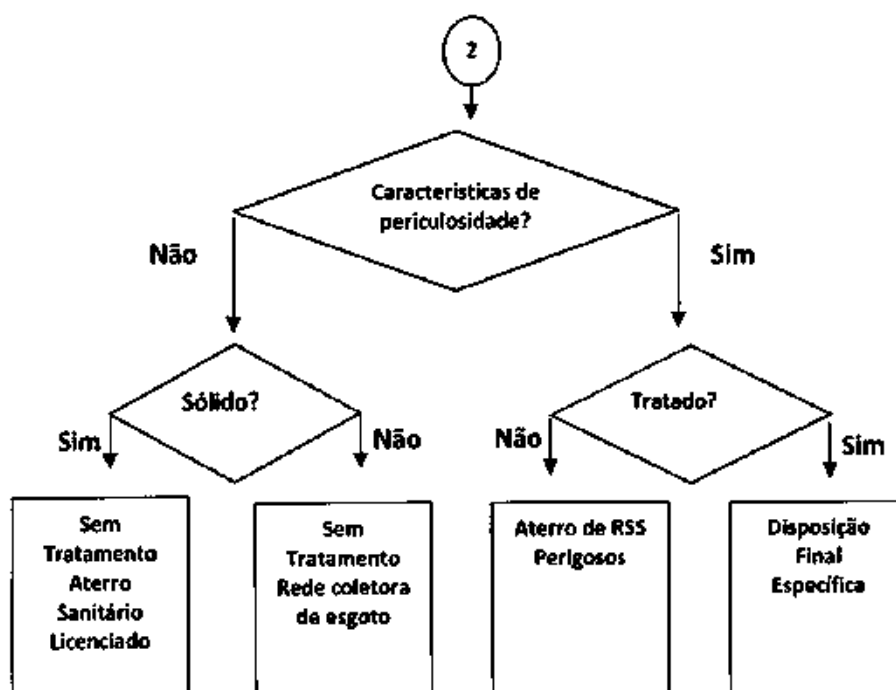 2
Caracteristicas de
periculosidade?
Não
Sim
Sólido?
Tratado?
Sim
Não
Não
Sim
Sem
Tratamento
Aterro
Sanitário
Licenciado
Sem
Tratamento
Rede coletora
de esgoto
Aterro de RSS
Perigosos
Disposição
Final
Específica